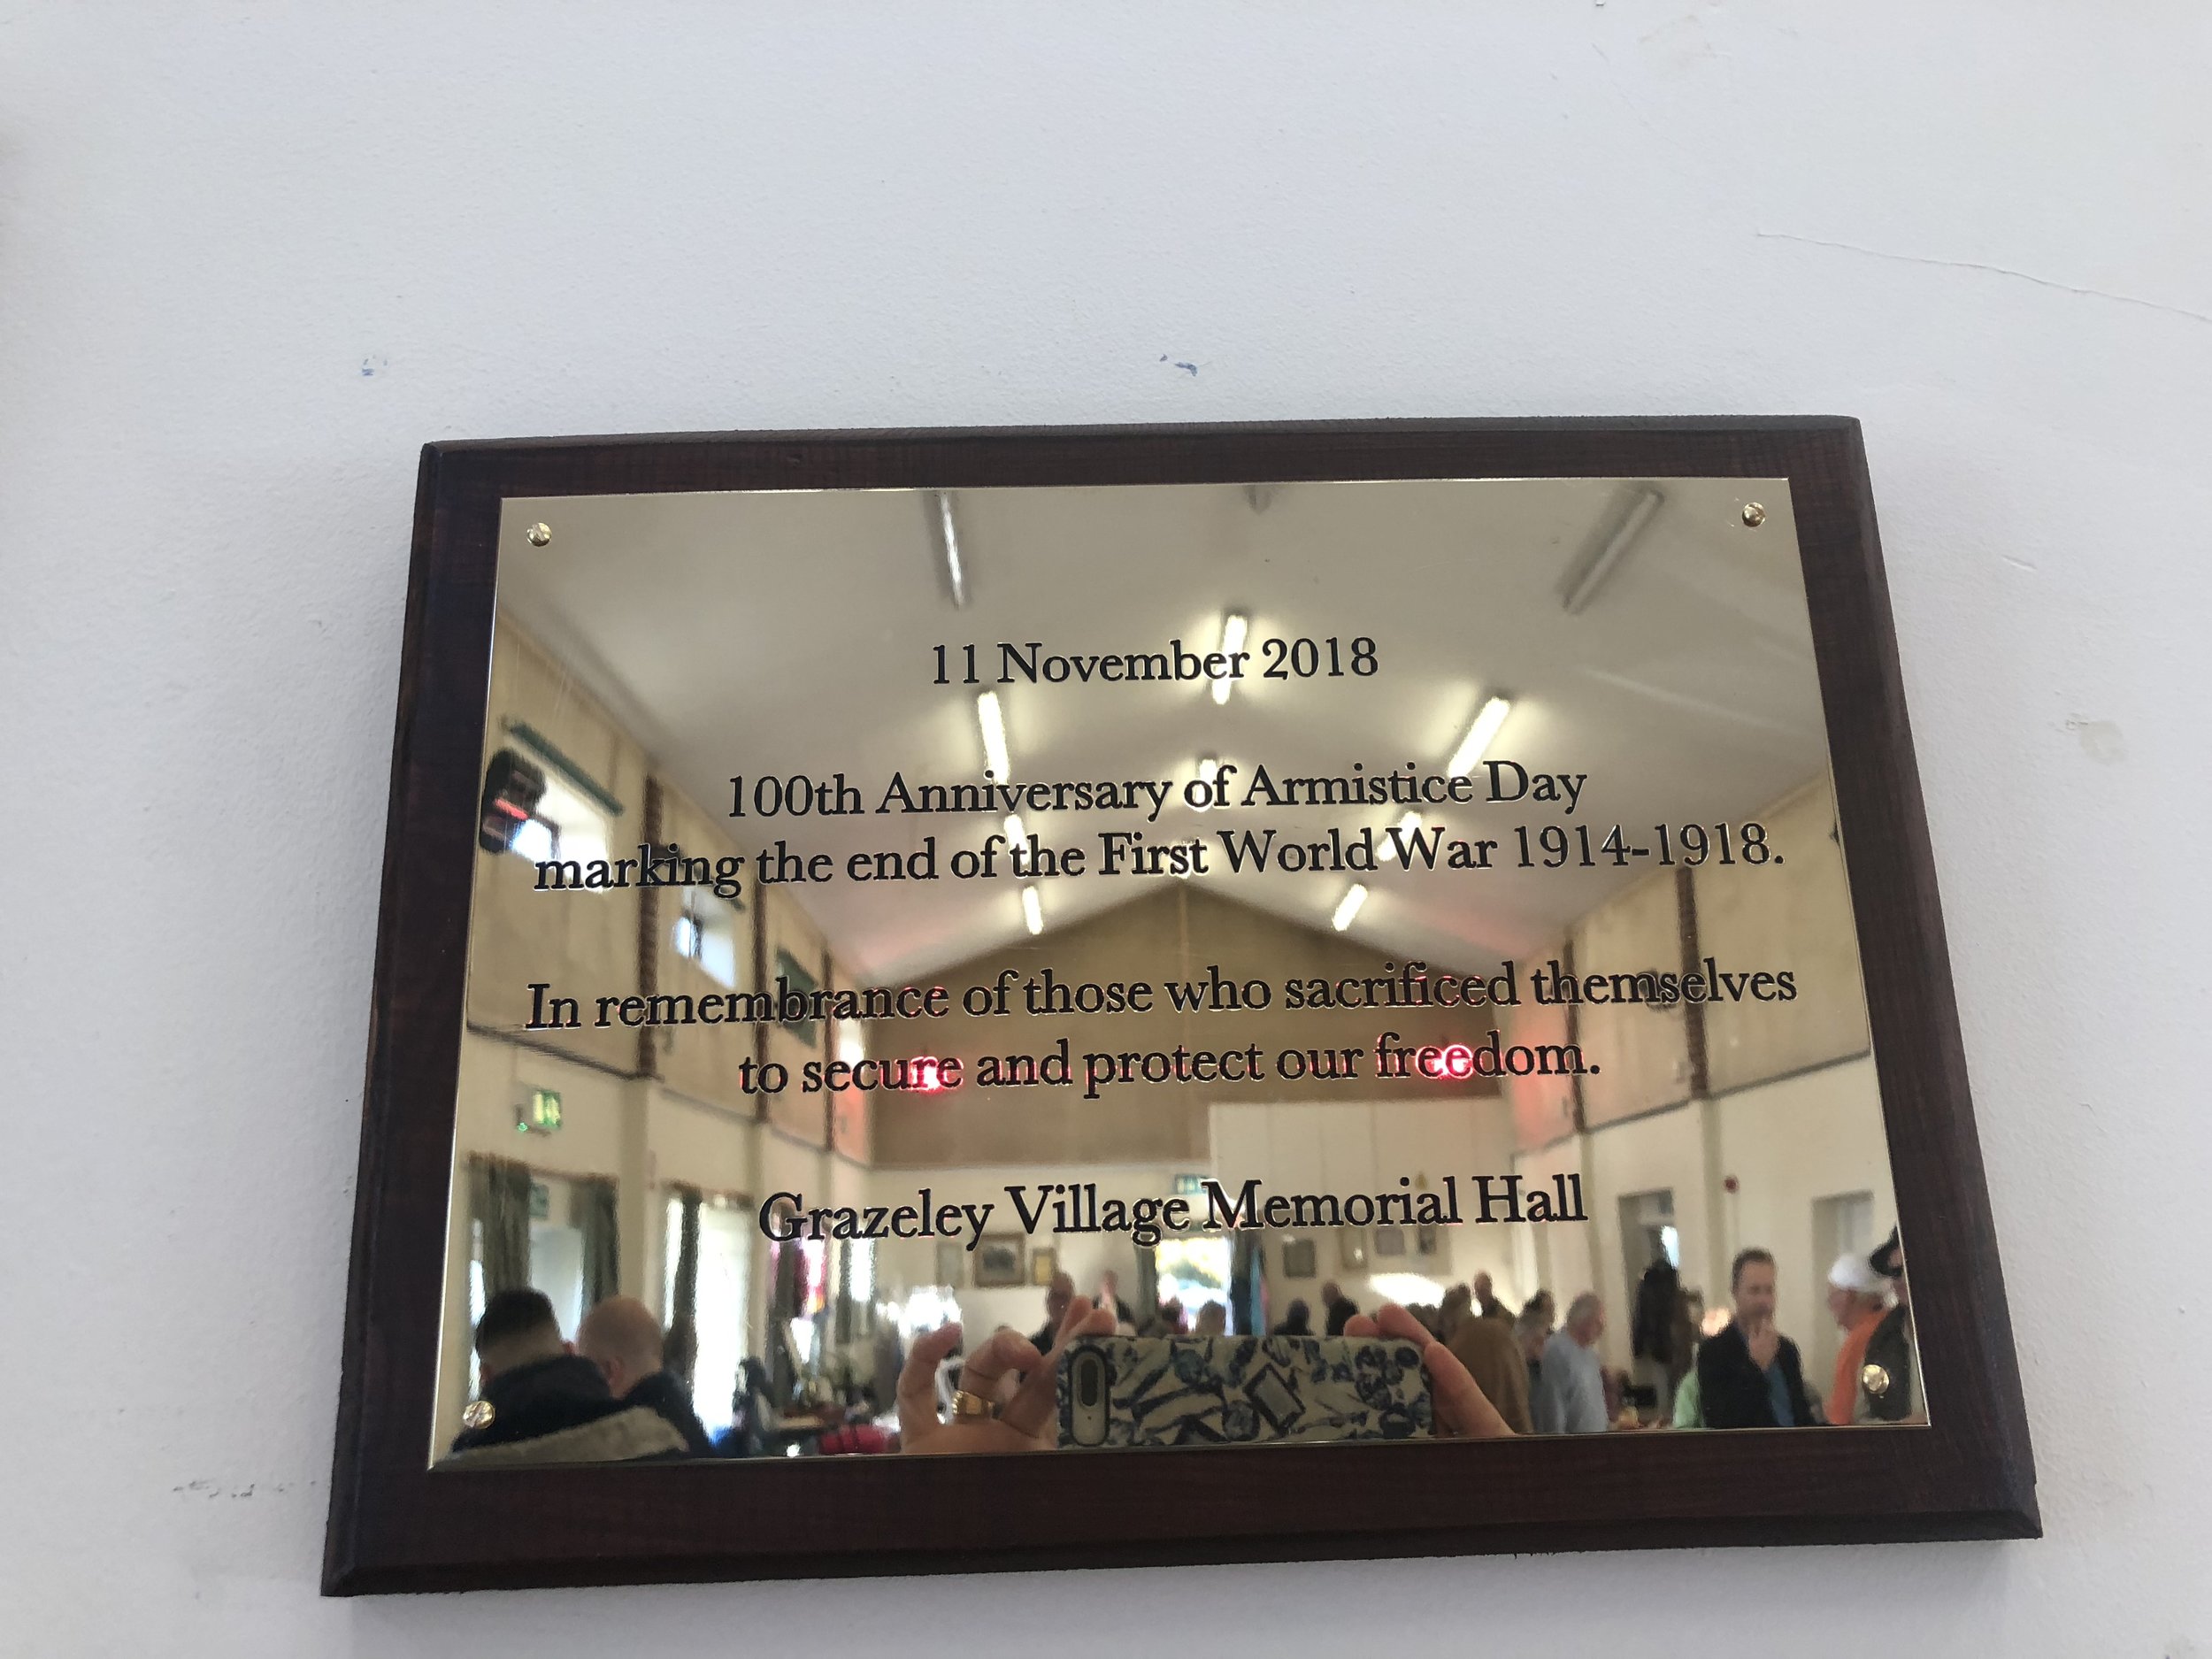 11 November 2018
100th Anniversary of Armistice Day
marking the end of the First World War 1914-1918.
In remembrance of those who sacrificed themselves
to secure and protect our freedom.
Grazeley Village Memorial Hall